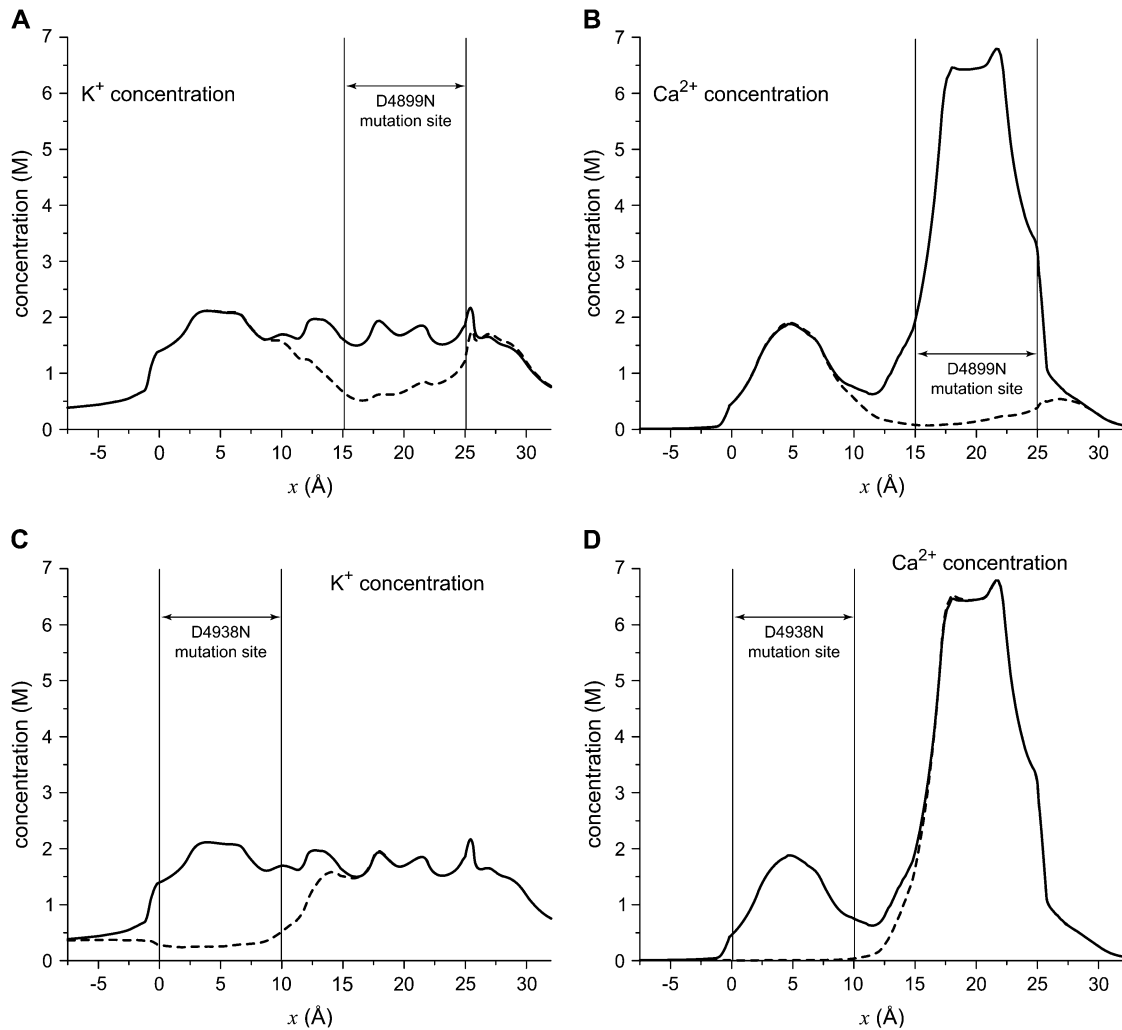 A
B
7
6
5
4
3
2
1
0
concentration (M)
K+ concentration
D4899N
mutation site
-5 0 5 10 15 20 25 30
x (Å)
7
6
5
4
3
2
1
0
concentration (M)
Ca2+ concentration
D4899N
mutation site
-5 0 5 10 15 20 25 30
x (Å)
C
D
7
6
5
4
3
2
1
0
concentration (M)
K+ concentration
D4938N
mutation site
-5 0 5 10 15 20 25 30
x (Å)
7
6
5
4
3
2
1
0
concentration (M)
Ca2+ concentration
D4938N
mutation site
-5 0 5 10 15 20 25 30
x (Å)